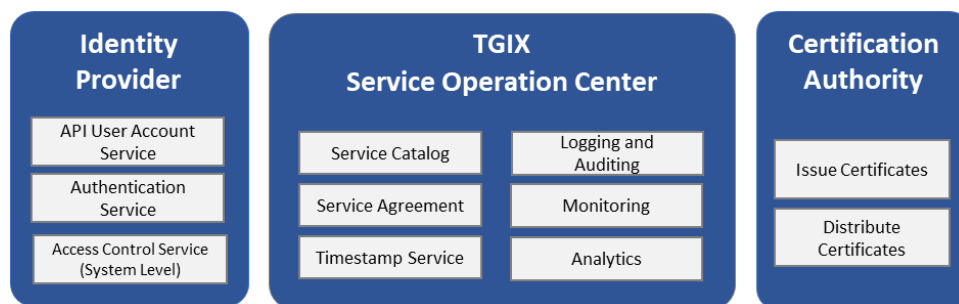 Identity
Provider
API User Account
Service
Authentication
Service
Access Control Service
(System Level)
TGIX
Service Operation Center
Service Catalog
Service Agreement
Timestamp Service
Logging and
Auditing
Monitoring
Analytics
Certification
Authority
Issue Certificates
Distribute
Certificates